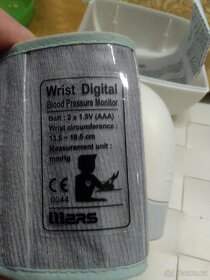 Wrist Digital
Blood Pressure Monitor
Batt : 2 x 1.5V (AAA)
Wrist circumference :
13.5 ~ 19.5 cm
Measurement unit :
mmHg
CE
0044
MARS